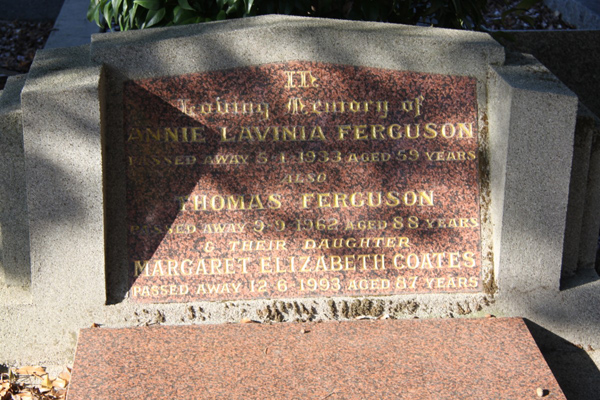 In
Loving Memory of
ANNIE LAVINIA FERGUSON
PASSED AWAY 5-1-1933 AGED 59 YEARS
ALSO
THOMAS FERGUSON
PASSED AWAY 9-9-1962 AGED 88 YEARS
& THEIR DAUGHTER
MARGARET ELIZABETH COATES
PASSED AWAY 12-6-1993 AGED 87 YEARS